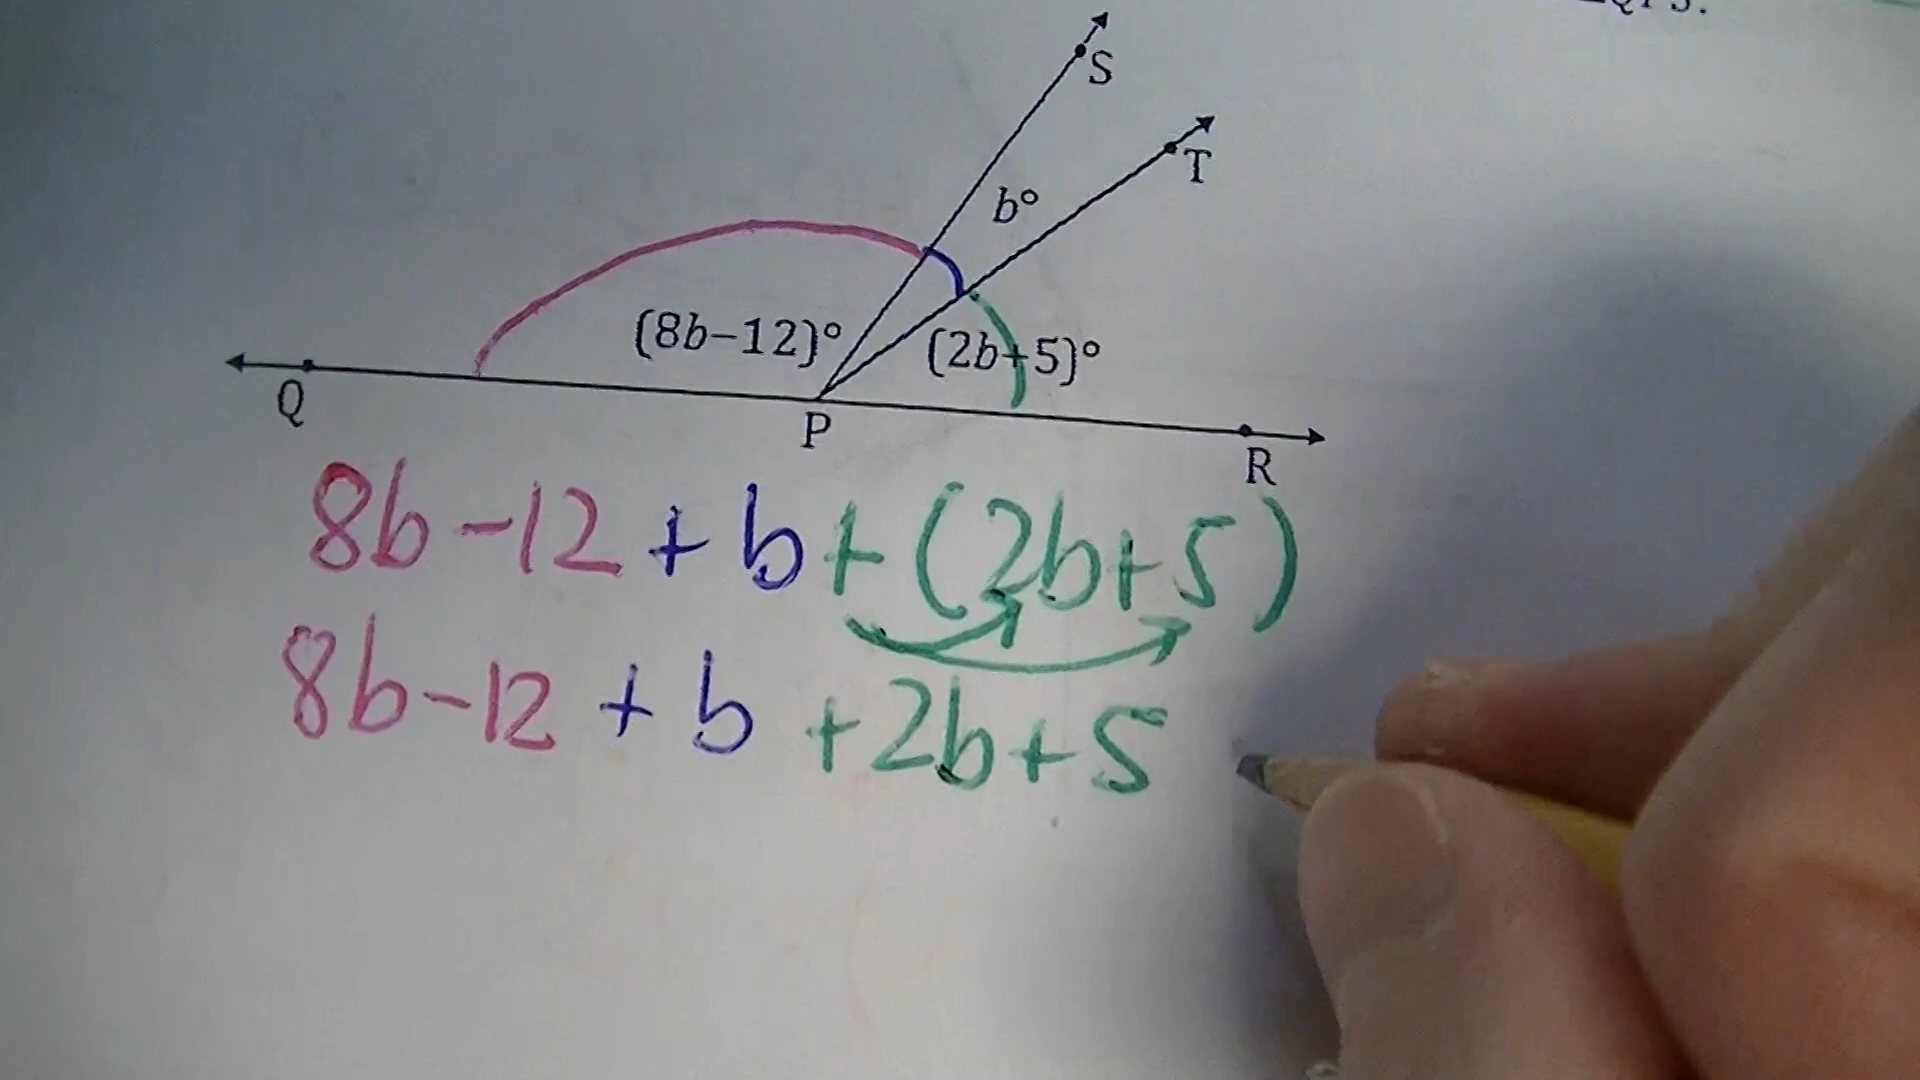 S
T
b°
(8b−12)°
(2b+5)°
Q
P
R
8b-12 + b + (2b+5)
8b-12 + b + 2b+5